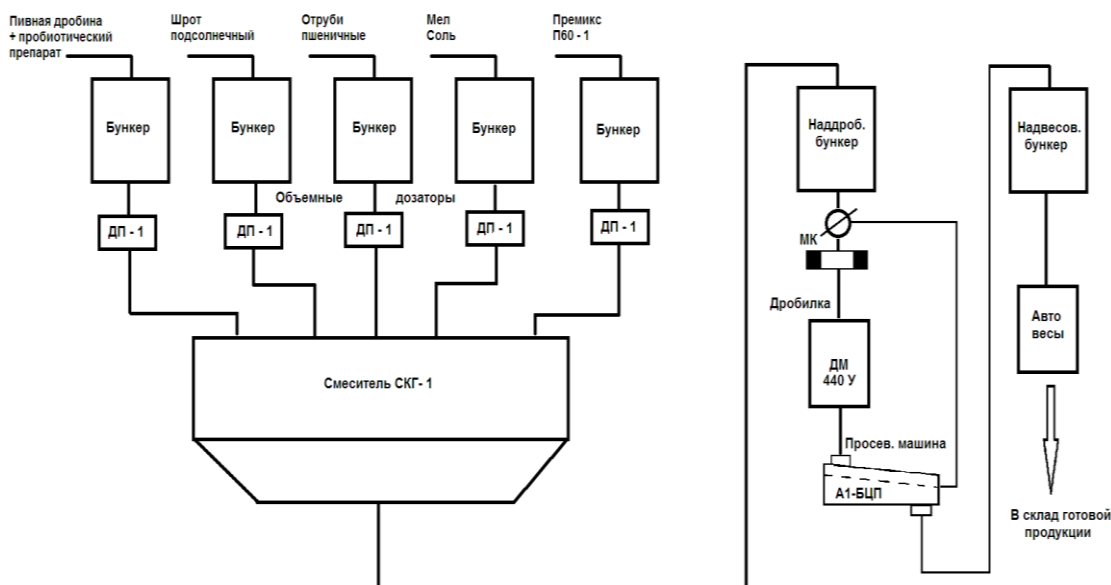 Пивная дробина
+ пробиотический
препарат
Шрот
подсолнечный
Отруби
пшеничные
Мел
Соль
Премикс
П60 - 1
Бункер
Бункер
Бункер
Бункер
Бункер
Объемные дозаторы
ДП - 1
ДП - 1
ДП - 1
ДП - 1
ДП - 1
Смеситель СКГ- 1
Наддроб.
бункер
МК
Дробилка
ДМ
440 У
Просев. машина
А1-БЦП
Надвесов.
бункер
Авто
весы
В склад готовой
продукции